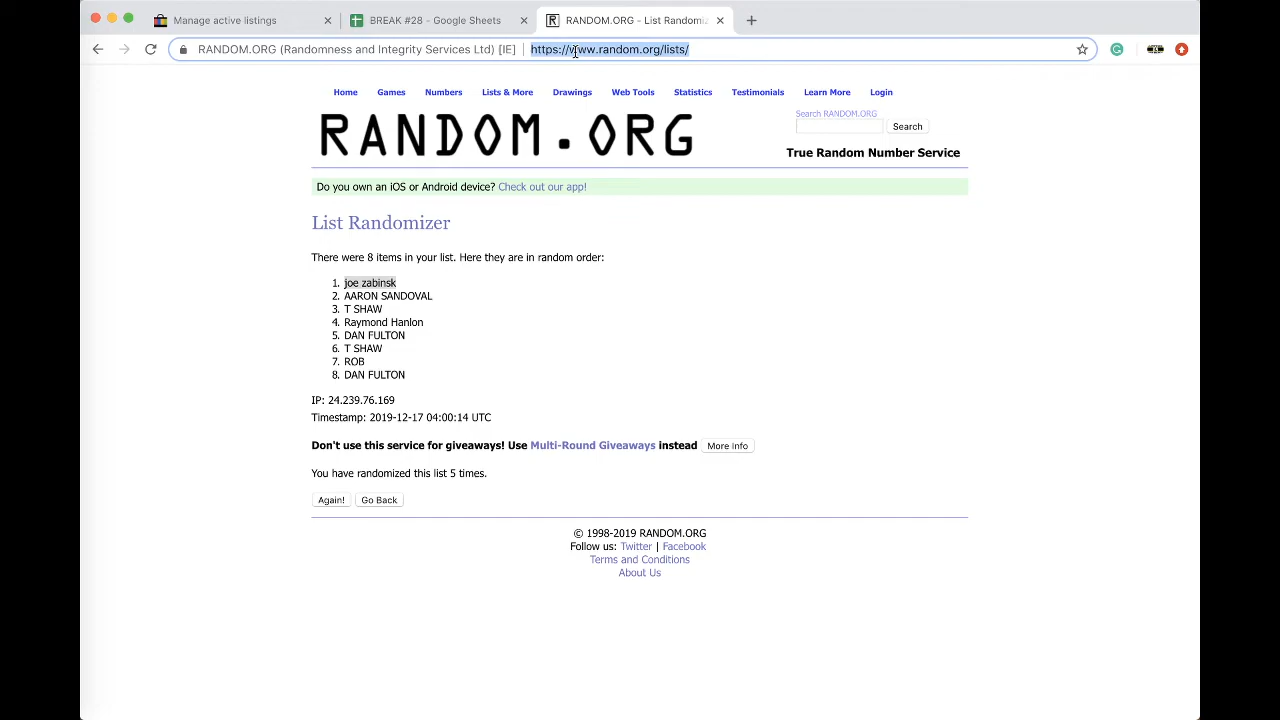 Manage active listings
BREAK #28 - Google Sheets
RANDOM.ORG - List Randomiz
RANDOM.ORG (Randomness and Integrity Services Ltd) [IE]
https://www.random.org/lists/
Home Games Numbers Lists & More Drawings Web Tools Statistics Testimonials Learn More Login
RANDOM.ORG
Search RANDOM.ORG
Search
True Random Number Service
Do you own an iOS or Android device? Check out our app!
List Randomizer
There were 8 items in your list. Here they are in random order:
1. joe zabinsk
2. AARON SANDOVAL
3. T SHAW
4. Raymond Hanlon
5. DAN FULTON
6. T SHAW
7. ROB
8. DAN FULTON
IP: 24.239.76.169
Timestamp: 2019-12-17 04:00:14 UTC
Don't use this service for giveaways! Use Multi-Round Giveaways instead More info
You have randomized this list 5 times.
Again! Go Back
© 1998-2019 RANDOM.ORG
Follow us: Twitter | Facebook
Terms and Conditions
About Us